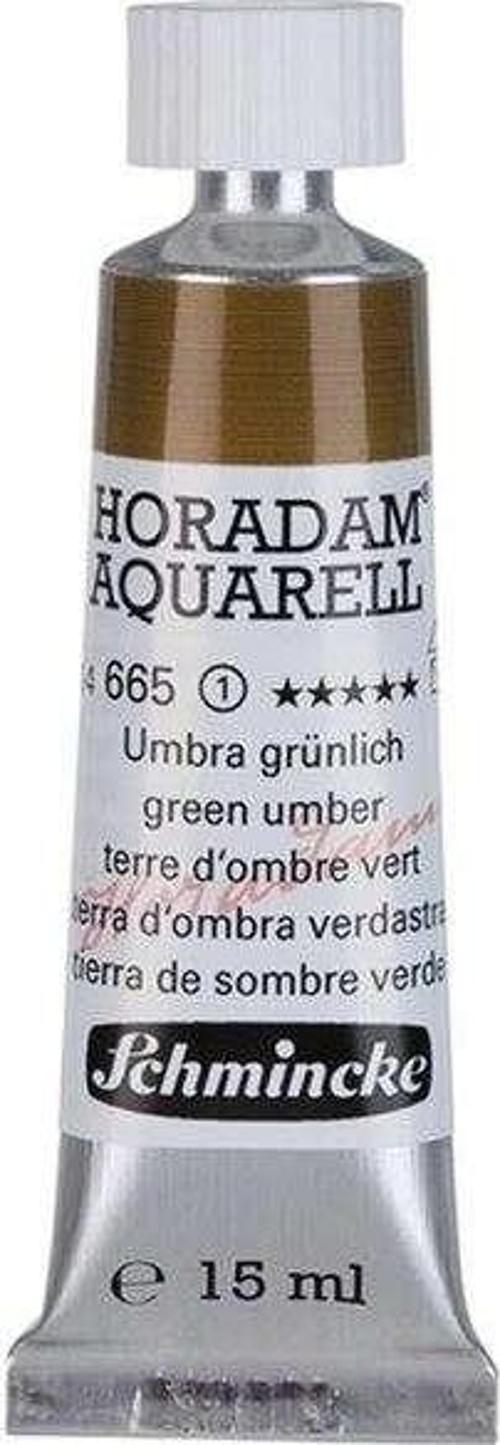 HORADAM®
AQUARELL
4 665 ① ★★★★★
Umbra grünlich
green umber
terre d'ombre vert
terra d'ombra verdastra
tierra de sombre verde
Schmincke
℮ 15 ml